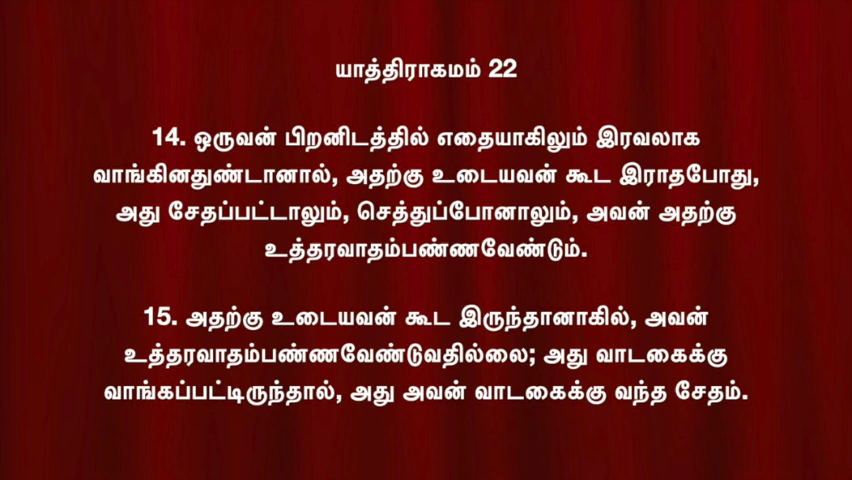 யாத்திராகமம் 22
14. ஒருவன் பிறனிடத்தில் எதையாகிலும் இரவலாக
வாங்கினதுண்டானால், அதற்கு உடையவன் கூட இராதபோது,
அது சேதப்பட்டாலும், செத்துப்போனாலும், அவன் அதற்கு
உத்தரவாதம்பண்ணவேண்டும்.
15. அதற்கு உடையவன் கூட இருந்தானாகில், அவன்
உத்தரவாதம்பண்ணவேண்டுவதில்லை; அது வாடகைக்கு
வாங்கப்பட்டிருந்தால், அது அவன் வாடகைக்கு வந்த சேதம்.